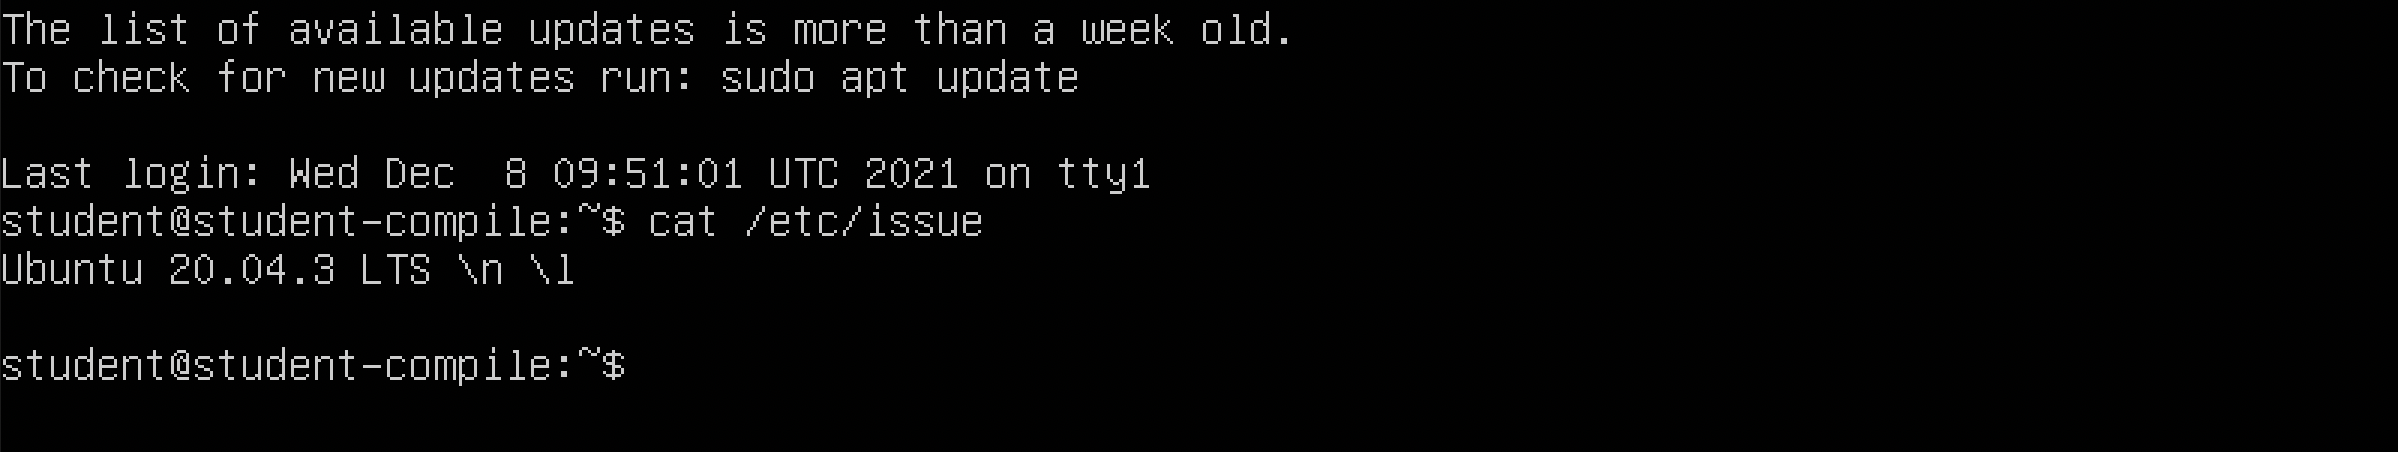 The list of available updates is more than a week old.
To check for new updates run: sudo apt update
Last login: Wed Dec  8 09:51:01 UTC 2021 on tty1
student@student-compile:~$ cat /etc/issue
Ubuntu 20.04.3 LTS \n \l
student@student-compile:~$